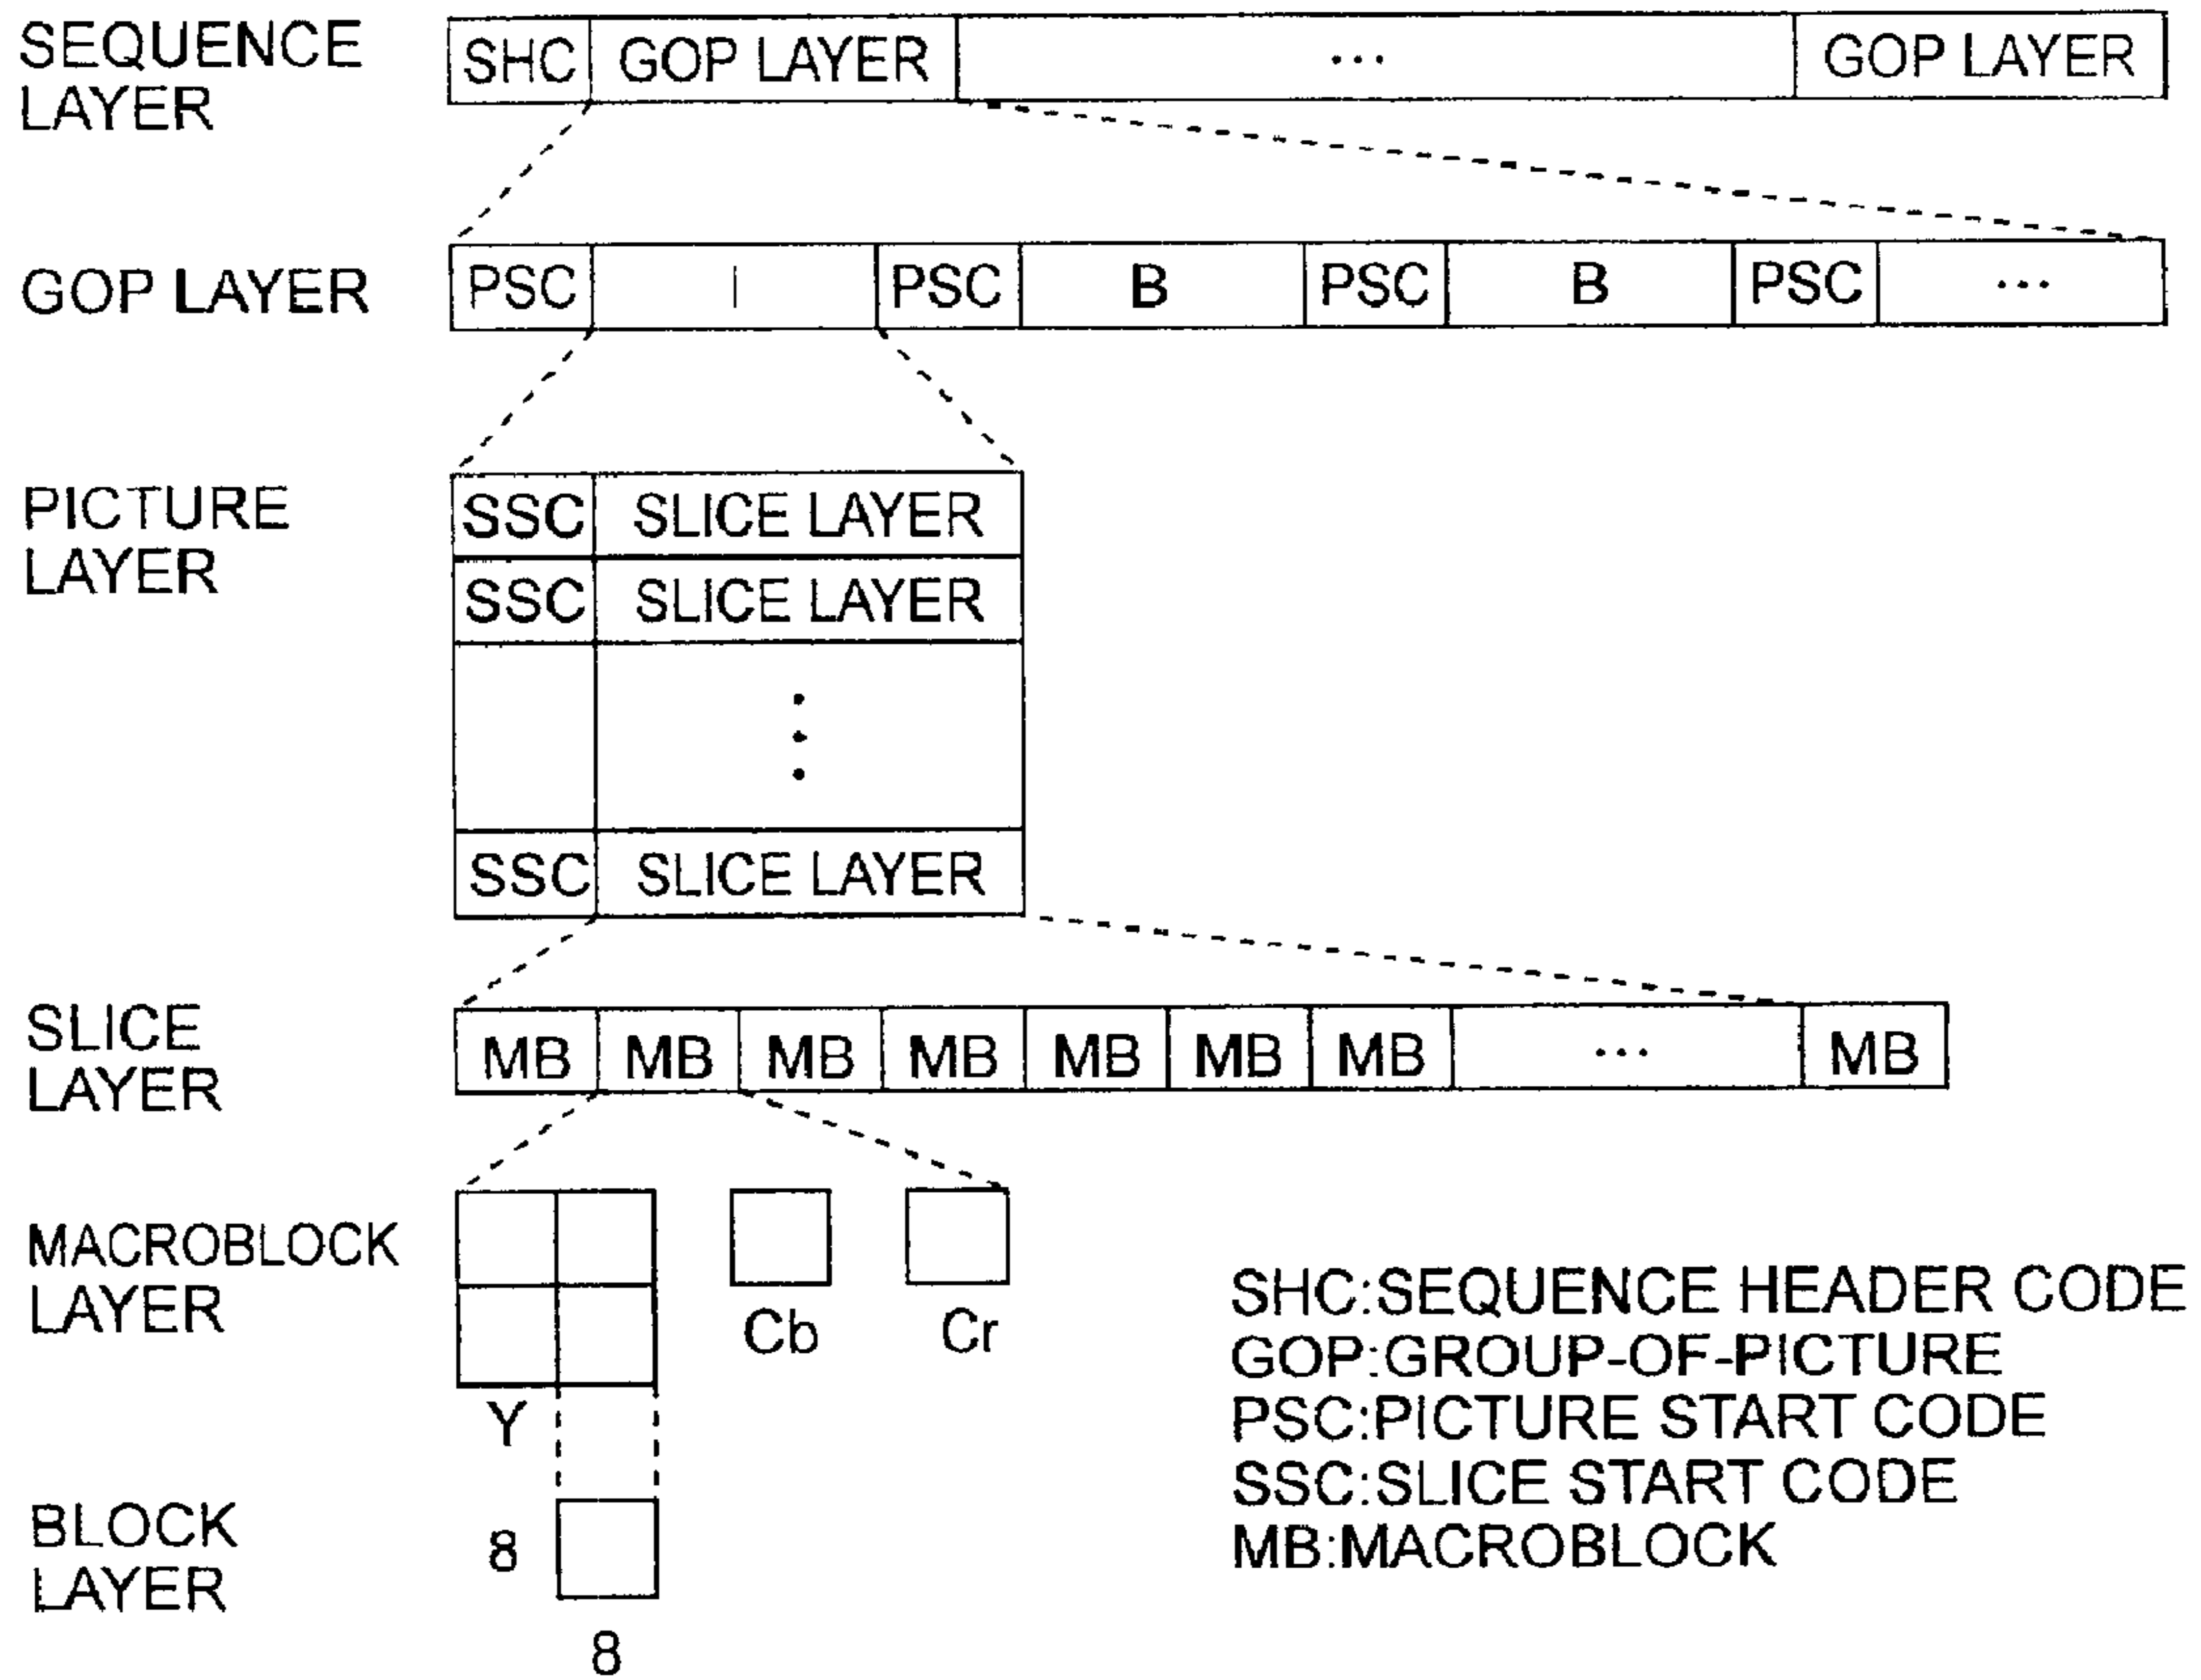 SEQUENCE
LAYER
SHC GOP LAYER ... GOP LAYER
GOP LAYER
PSC I PSC B PSC B PSC ...
PICTURE
LAYER
SSC SLICE LAYER
SSC SLICE LAYER
SSC SLICE LAYER
SLICE
LAYER
MB MB MB MB MB MB MB ... MB
MACROBLOCK
LAYER
Y
Cb
Cr
BLOCK
LAYER
8
8
SHC:SEQUENCE HEADER CODE
GOP:GROUP-OF-PICTURE
PSC:PICTURE START CODE
SSC:SLICE START CODE
MB:MACROBLOCK